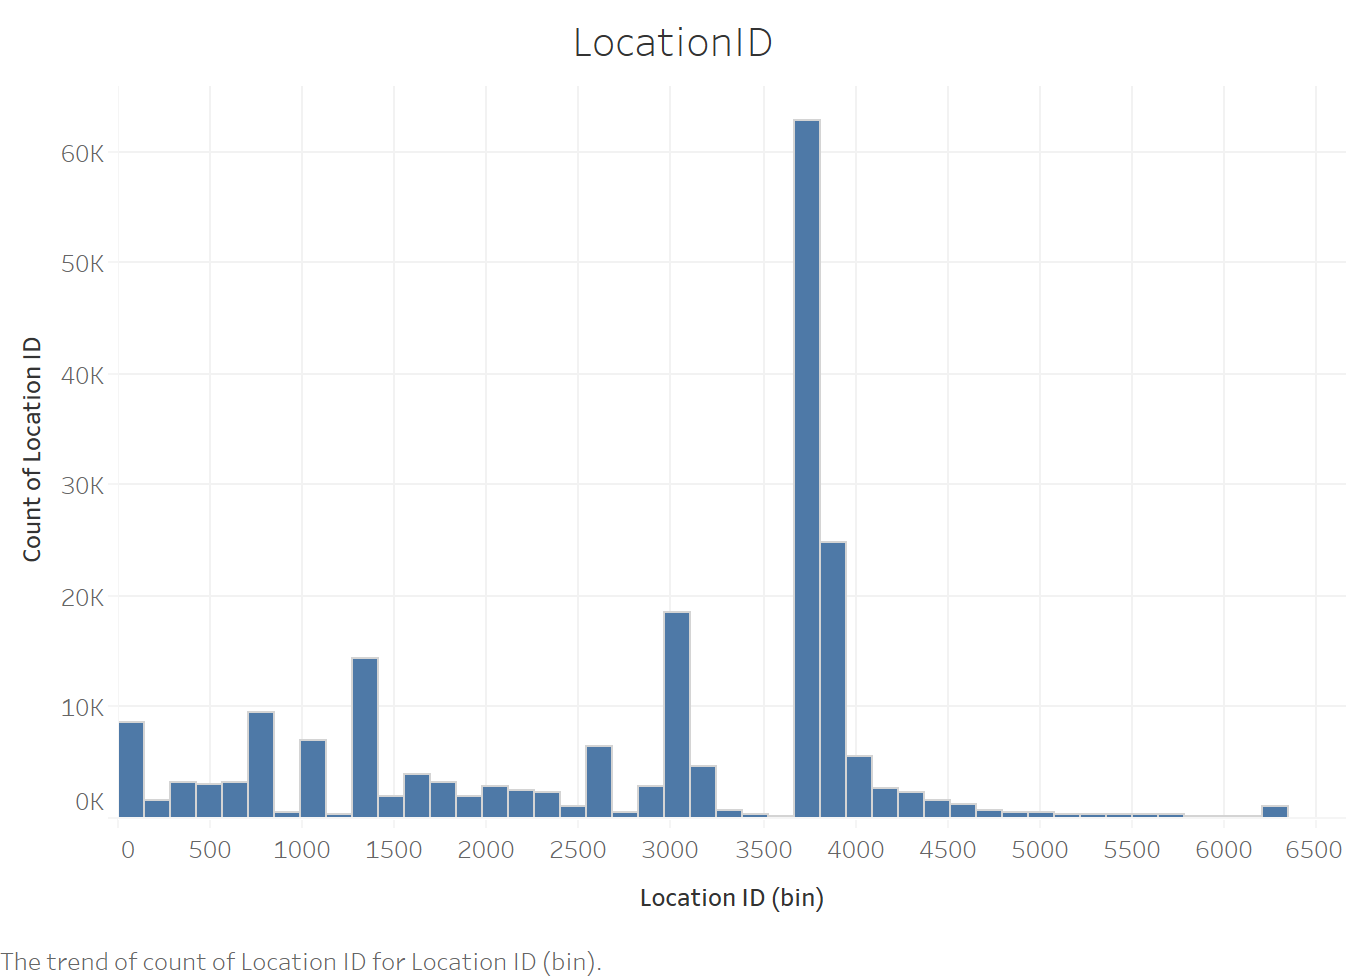 LocationID
60K
50K
40K
30K
20K
10K
0K
Count of Location ID
0 500 1000 1500 2000 2500 3000 3500 4000 4500 5000 5500 6000 6500
Location ID (bin)
The trend of count of Location ID for Location ID (bin).